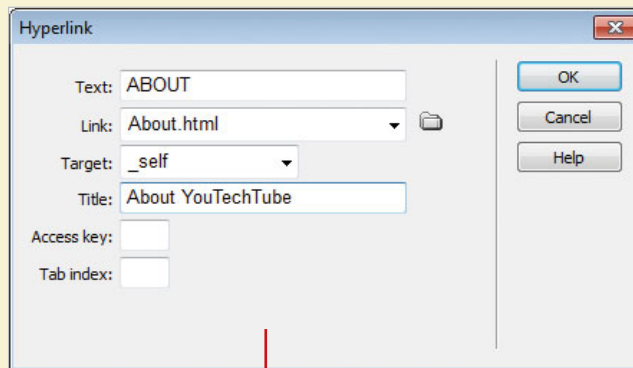 Hyperlink
Text: ABOUT
OK
Link: About.html
Cancel
Target: _self
Help
Title: About YouTechTube
Access key:
Tab index: